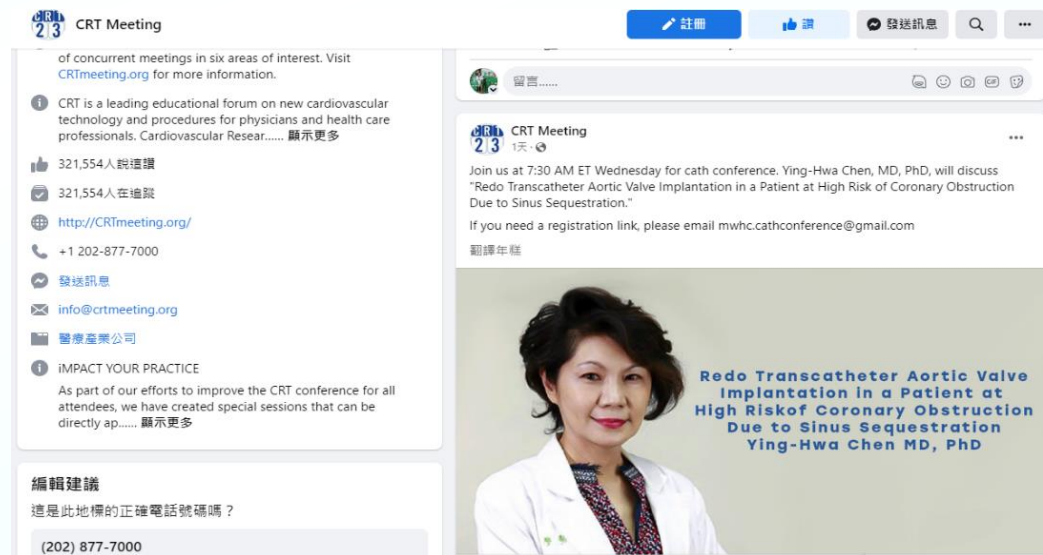 CRT
23
CRT Meeting
註冊
讚
發送訊息
of concurrent meetings in six areas of interest. Visit
CRTmeeting.org for more information.
CRT is a leading educational forum on new cardiovascular
technology and procedures for physicians and health care
professionals. Cardiovascular Resear...... 顯示更多
321,554人說這讚
321,554人在追蹤
http://CRTmeeting.org/
+1 202-877-7000
發送訊息
info@crtmeeting.org
醫療產業公司
iMPACT YOUR PRACTICE
As part of our efforts to improve the CRT conference for all
attendees, we have created special sessions that can be
directly ap...... 顯示更多
編輯建議
這是此地標的正確電話號碼嗎？
(202) 877-7000
留言......
GIF
CRT
23
CRT Meeting
1天 ·
Join us at 7:30 AM ET Wednesday for cath conference. Ying-Hwa Chen, MD, PhD, will discuss
"Redo Transcatheter Aortic Valve Implantation in a Patient at High Risk of Coronary Obstruction
Due to Sinus Sequestration."
If you need a registration link, please email mwhc.cathconference@gmail.com
翻譯年糕
Redo Transcatheter Aortic Valve
Implantation in a Patient at
High Riskof Coronary Obstruction
Due to Sinus Sequestration
Ying-Hwa Chen MD, PhD